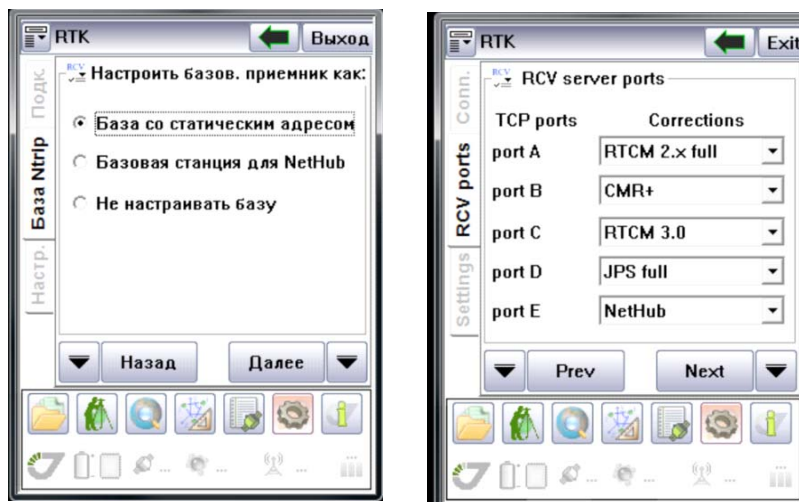 RTK
Выход
RCV
Настроить базов. приемник как:
Подк.
База Ntrip
Настр.
База со статическим адресом
Базовая станция для NetHub
Не настраивать базу
Назад
Далее
...
...
...
RTK
Exit
RCV
RCV server ports
Conn.
RCV ports
Settings
TCP ports Corrections
port A RTCM 2.x full
port B CMR+
port C RTCM 3.0
port D JPS full
port E NetHub
Prev
Next
...
...
...